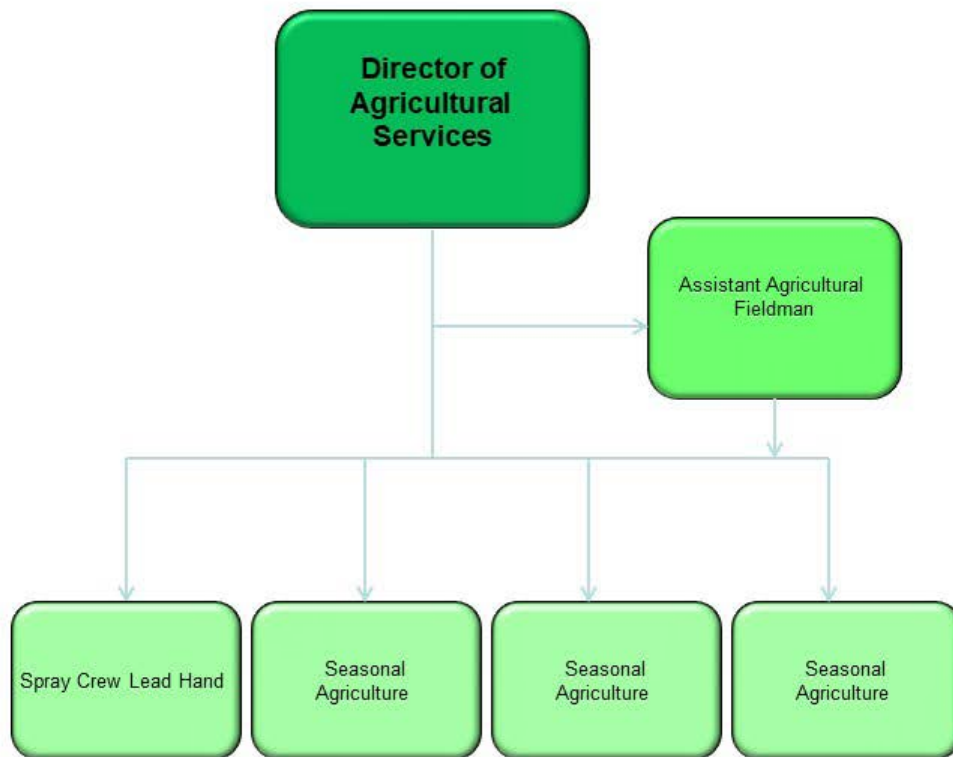 Director of
Agricultural
Services
Assistant Agricultural
Fieldman
Spray Crew Lead Hand
Seasonal
Agriculture
Seasonal
Agriculture
Seasonal
Agriculture